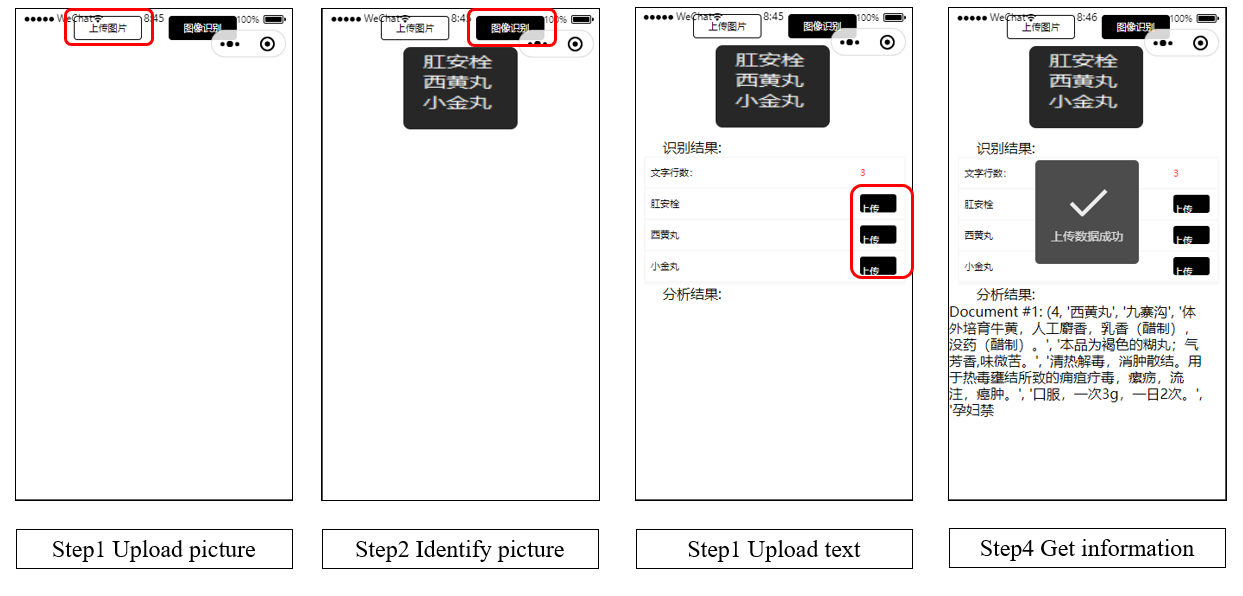 ●●●●● WeChat 8:45 100%
上传图片 图像识别
Step1 Upload picture
●●●●● WeChat 8:45 100%
上传图片 图像识别
肛安栓
西黄丸
小金丸
Step2 Identify picture
●●●●● WeChat 8:45 100%
上传图片 图像识别
肛安栓
西黄丸
小金丸
识别结果:
文字行数: 3
肛安栓 上传
西黄丸 上传
小金丸 上传
分析结果:
Step1 Upload text
●●●●● WeChat 8:46 100%
上传图片 图像识别
肛安栓
西黄丸
小金丸
识别结果:
文字行数: 3
肛安栓 上传
西黄丸 上传
小金丸 上传
上传数据成功
分析结果:
Document #1: (4, '西黄丸', '九寨沟', '体
外培育牛黄，人工麝香，乳香（醋制），
没药（醋制）。', '本品为褐色的糊丸；气
芳香,味微苦。', '清热解毒，消肿散结。用
于热毒壅结所致的痈疽疔毒，瘰疬，流
注，癌肿。', '口服，一次3g，一日2次。',
'孕妇禁
Step4 Get information